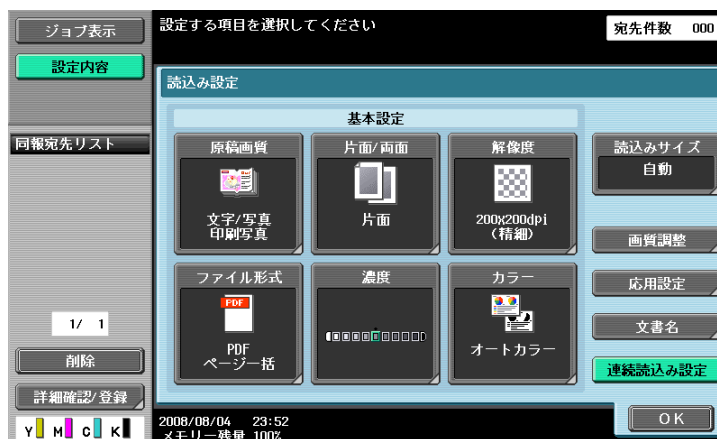 ジョブ表示
設定内容
設定する項目を選択してください
宛先件数 000
読込み設定
同報宛先リスト
基本設定
原稿画質
文字/写真
印刷写真
片面/両面
片面
解像度
200x200dpi
(精細)
読込みサイズ
自動
画質調整
ファイル形式
PDF
PDF
ページ一括
濃度
カラー
オートカラー
応用設定
文書名
連続読込み設定
1/ 1
削除
詳細確認/登録
Y M C K
2008/08/04 23:52
メモリー残量 100%
OK